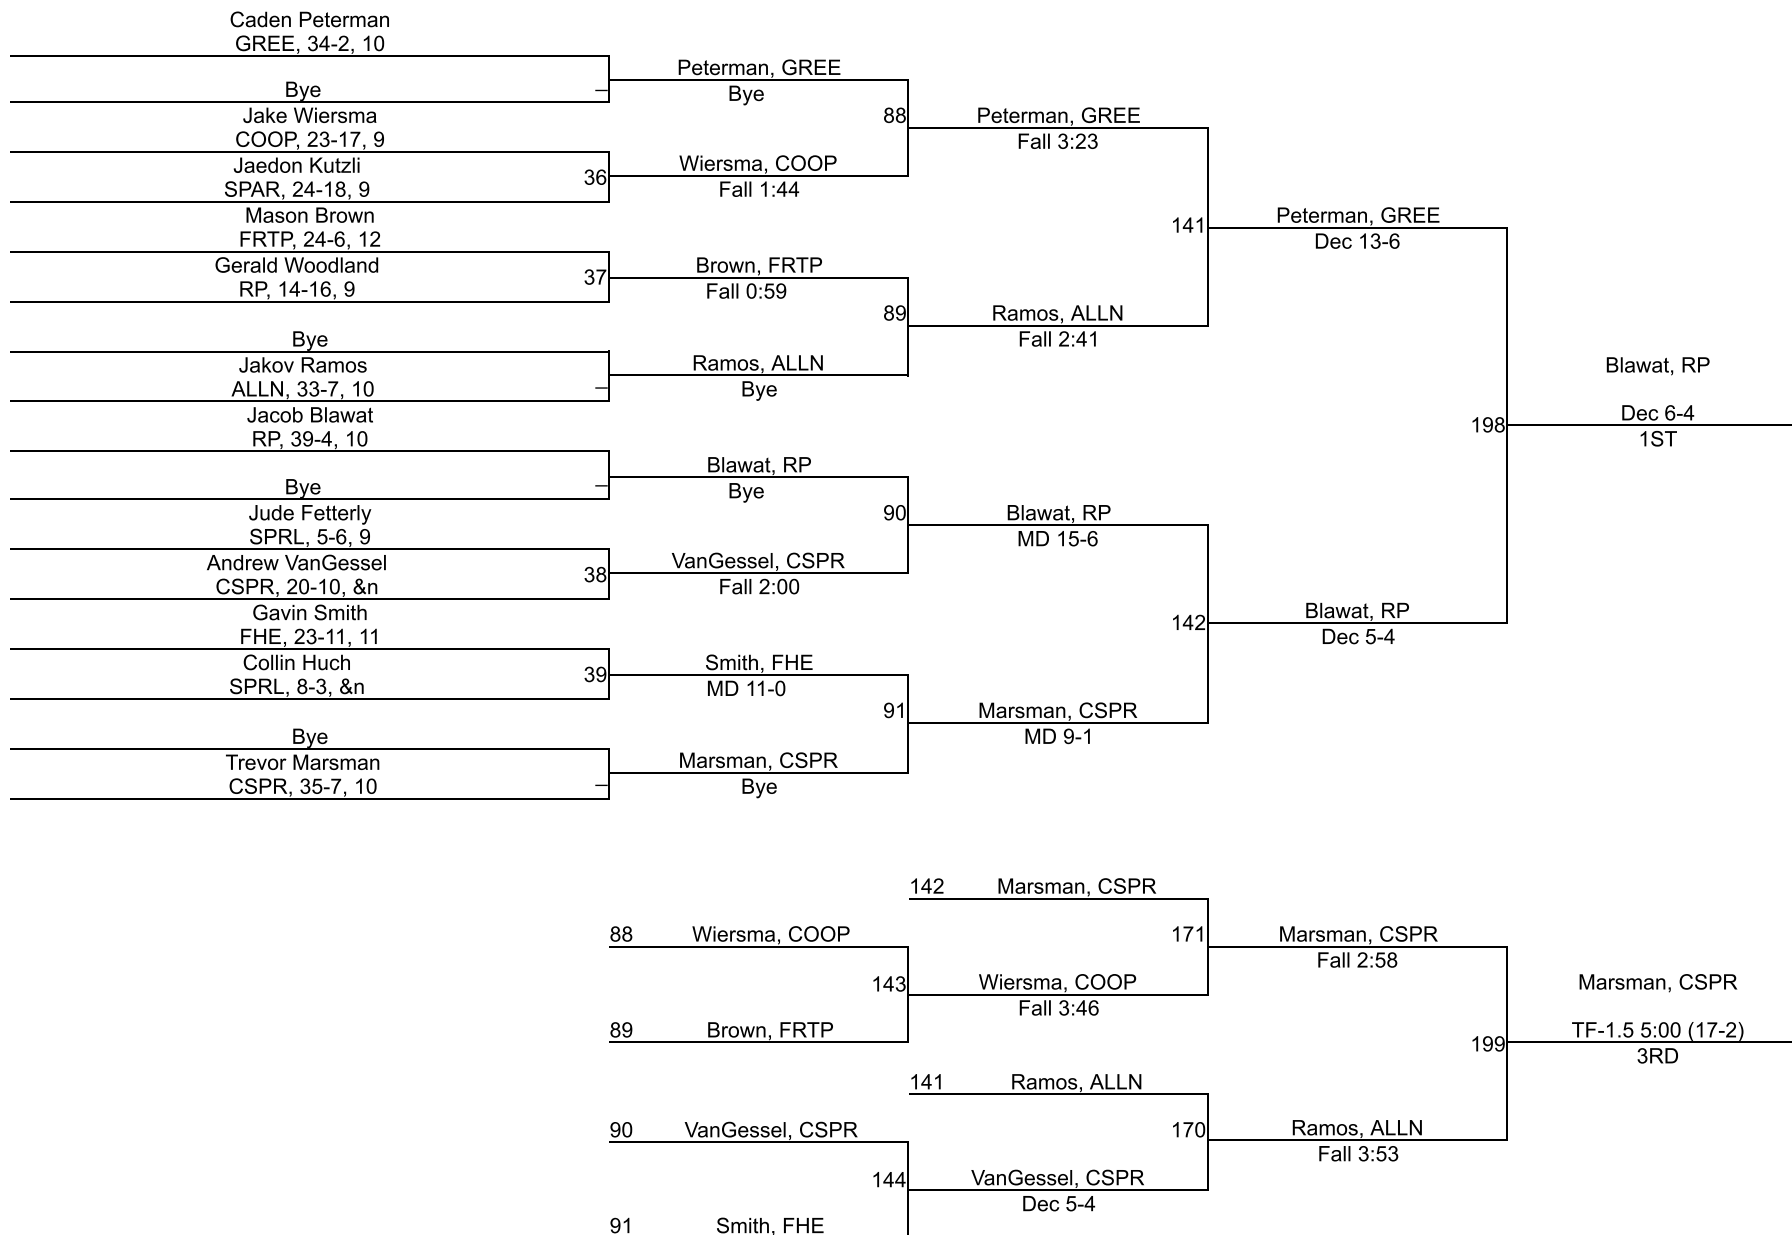 Caden Peterman
GREE, 34-2, 10
Bye
–
Jake Wiersma
COOP, 23-17, 9
Jaedon Kutzli
SPAR, 24-18, 9
36
Mason Brown
FRTP, 24-6, 12
Gerald Woodland
RP, 14-16, 9
37
Bye
Jakov Ramos
ALLN, 33-7, 10
–
Jacob Blawat
RP, 39-4, 10
Bye
–
Jude Fetterly
SPRL, 5-6, 9
Andrew VanGessel
CSPR, 20-10, &n
38
Gavin Smith
FHE, 23-11, 11
Collin Huch
SPRL, 8-3, &n
39
Bye
Trevor Marsman
CSPR, 35-7, 10
–
Peterman, GREE
Bye
88
Wiersma, COOP
Fall 1:44
Brown, FRTP
Fall 0:59
89
Ramos, ALLN
Bye
Blawat, RP
Bye
90
VanGessel, CSPR
Fall 2:00
Smith, FHE
MD 11-0
91
Marsman, CSPR
Bye
Peterman, GREE
Fall 3:23
141
Ramos, ALLN
Fall 2:41
Blawat, RP
MD 15-6
142
Marsman, CSPR
MD 9-1
Peterman, GREE
Dec 13-6
198
Blawat, RP
Dec 5-4
Blawat, RP
Dec 6-4
1ST
88 Wiersma, COOP
143
89 Brown, FRTP
90 VanGessel, CSPR
144
91 Smith, FHE
142 Marsman, CSPR
171
Wiersma, COOP
Fall 3:46
141 Ramos, ALLN
170
VanGessel, CSPR
Dec 5-4
Marsman, CSPR
Fall 2:58
199
Ramos, ALLN
Fall 3:53
Marsman, CSPR
TF-1.5 5:00 (17-2)
3RD